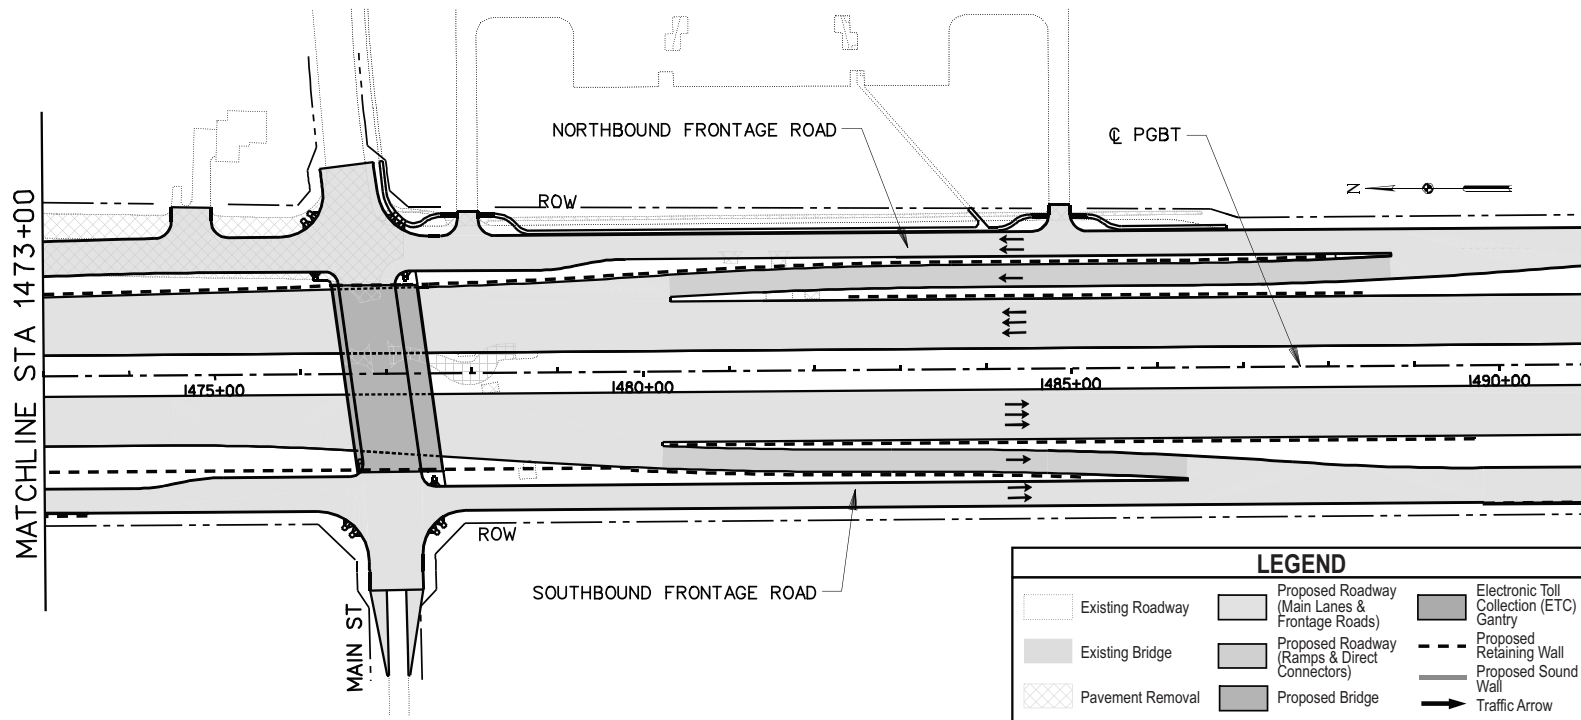 NORTHBOUND FRONTAGE ROAD
℄ PGBT
N
ROW
MATCHLINE STA 1473+00
1475+00
1480+00
1485+00
1490+00
ROW
SOUTHBOUND FRONTAGE ROAD
MAIN ST
LEGEND
Existing Roadway
Existing Bridge
Pavement Removal
Proposed Roadway
(Main Lanes &
Frontage Roads)
Proposed Roadway
(Ramps & Direct
Connectors)
Proposed Bridge
Electronic Toll
Collection (ETC)
Gantry
Proposed
Retaining Wall
Proposed Sound
Wall
Traffic Arrow